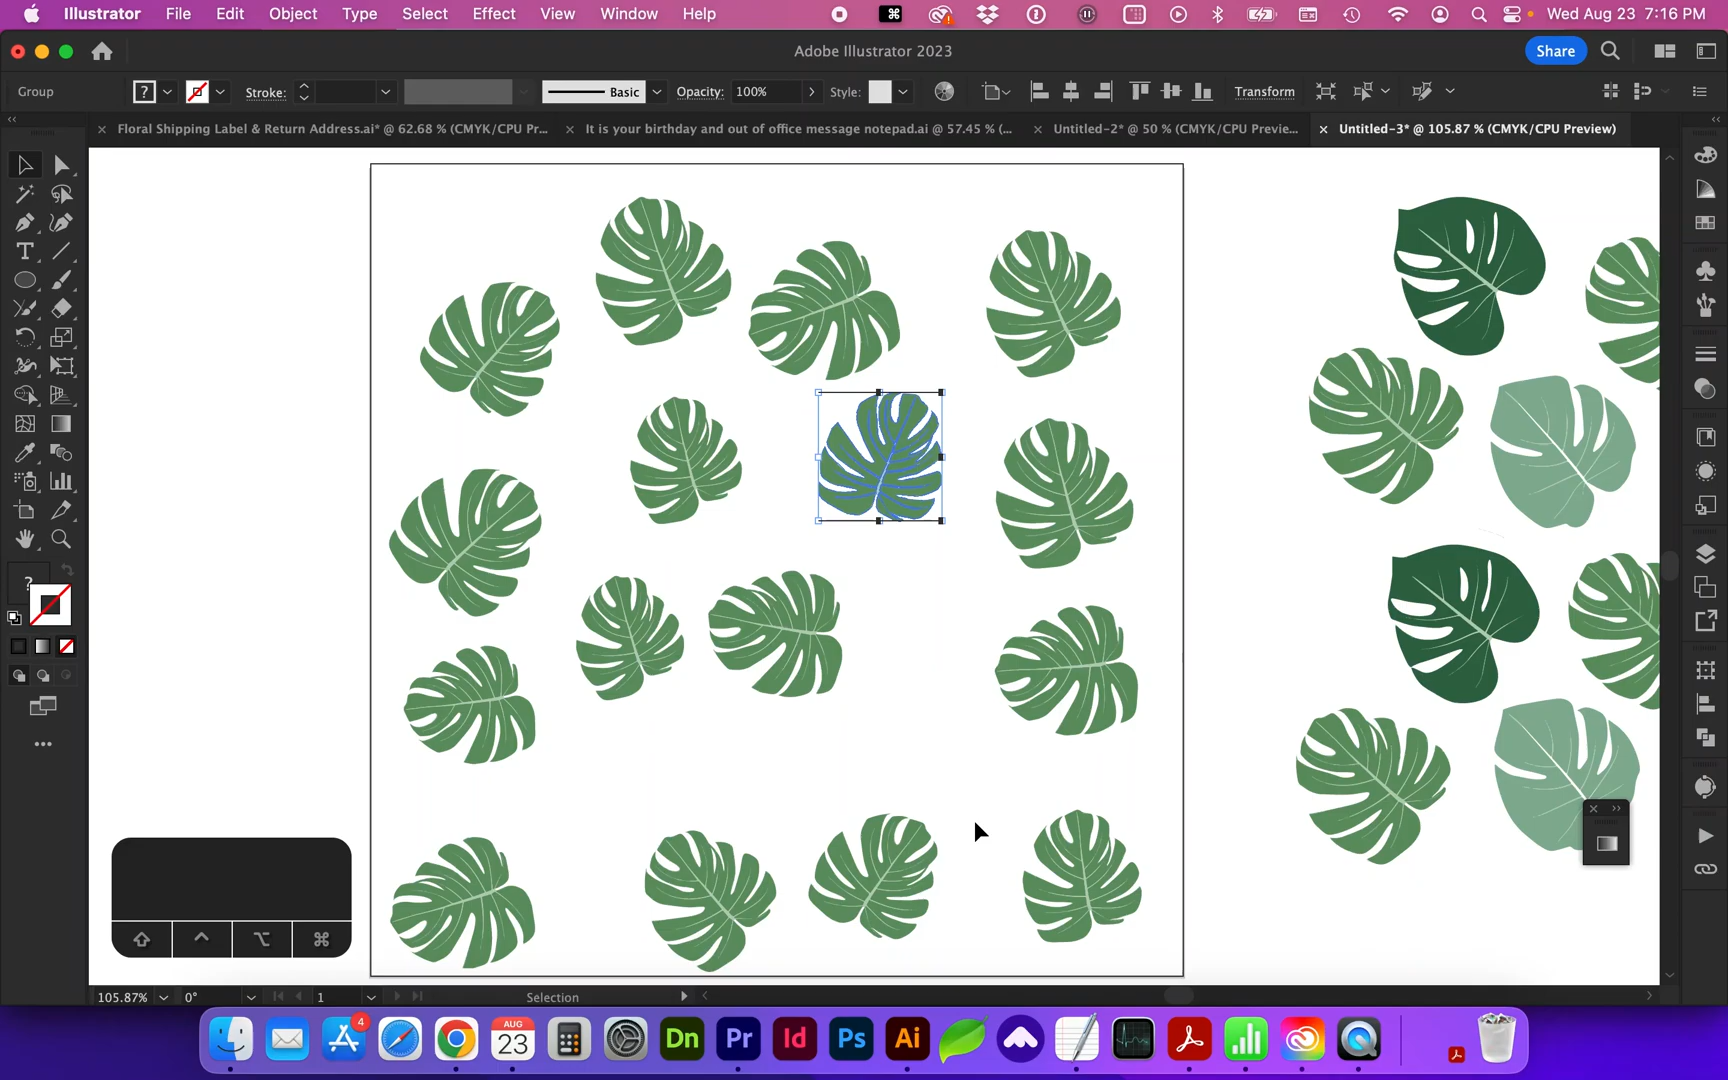 Illustrator File Edit Object Type Select Effect View Window Help Wed Aug 23 7:16 PM
Adobe Illustrator 2023 Share
Group ? Stroke: Basic Opacity: 100% Style: Transform
Floral Shipping Label & Return Address.ai* @ 62.68 % (CMYK/CPU Pr... It is your birthday and out of office message notepad.ai @ 57.45 % (... Untitled-2* @ 50 % (CMYK/CPU Previe... Untitled-3* @ 105.87 % (CMYK/CPU Preview)
?
105.87% 0° 1 Selection
4
AUG
23
Dn Pr Id Ps Ai